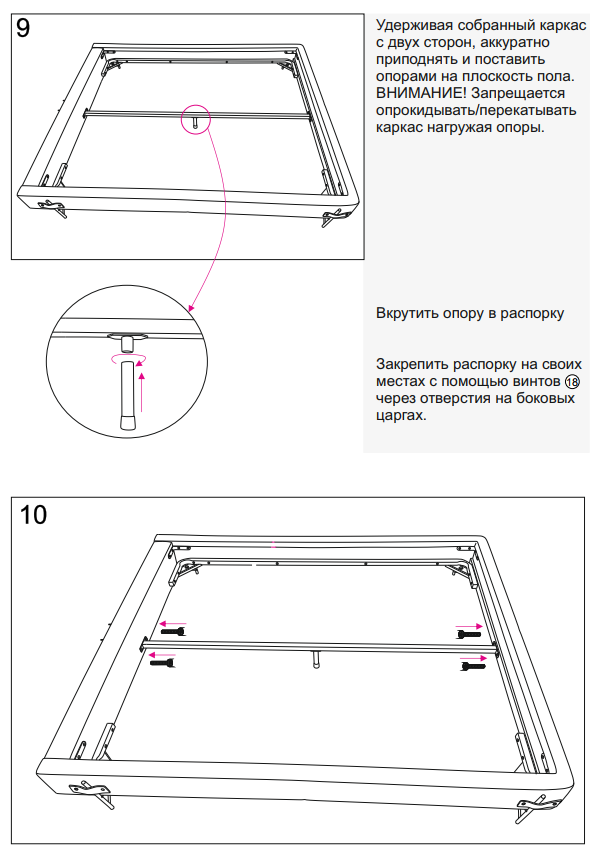 9
Удерживая собранный каркас
с двух сторон, аккуратно
приподнять и поставить
опорами на плоскость пола.
ВНИМАНИЕ! Запрещается
опрокидывать/перекатывать
каркас нагружая опоры.
Вкрутить опору в распорку
Закрепить распорку на своих
местах с помощью винтов 18
через отверстия на боковых
царгах.
10